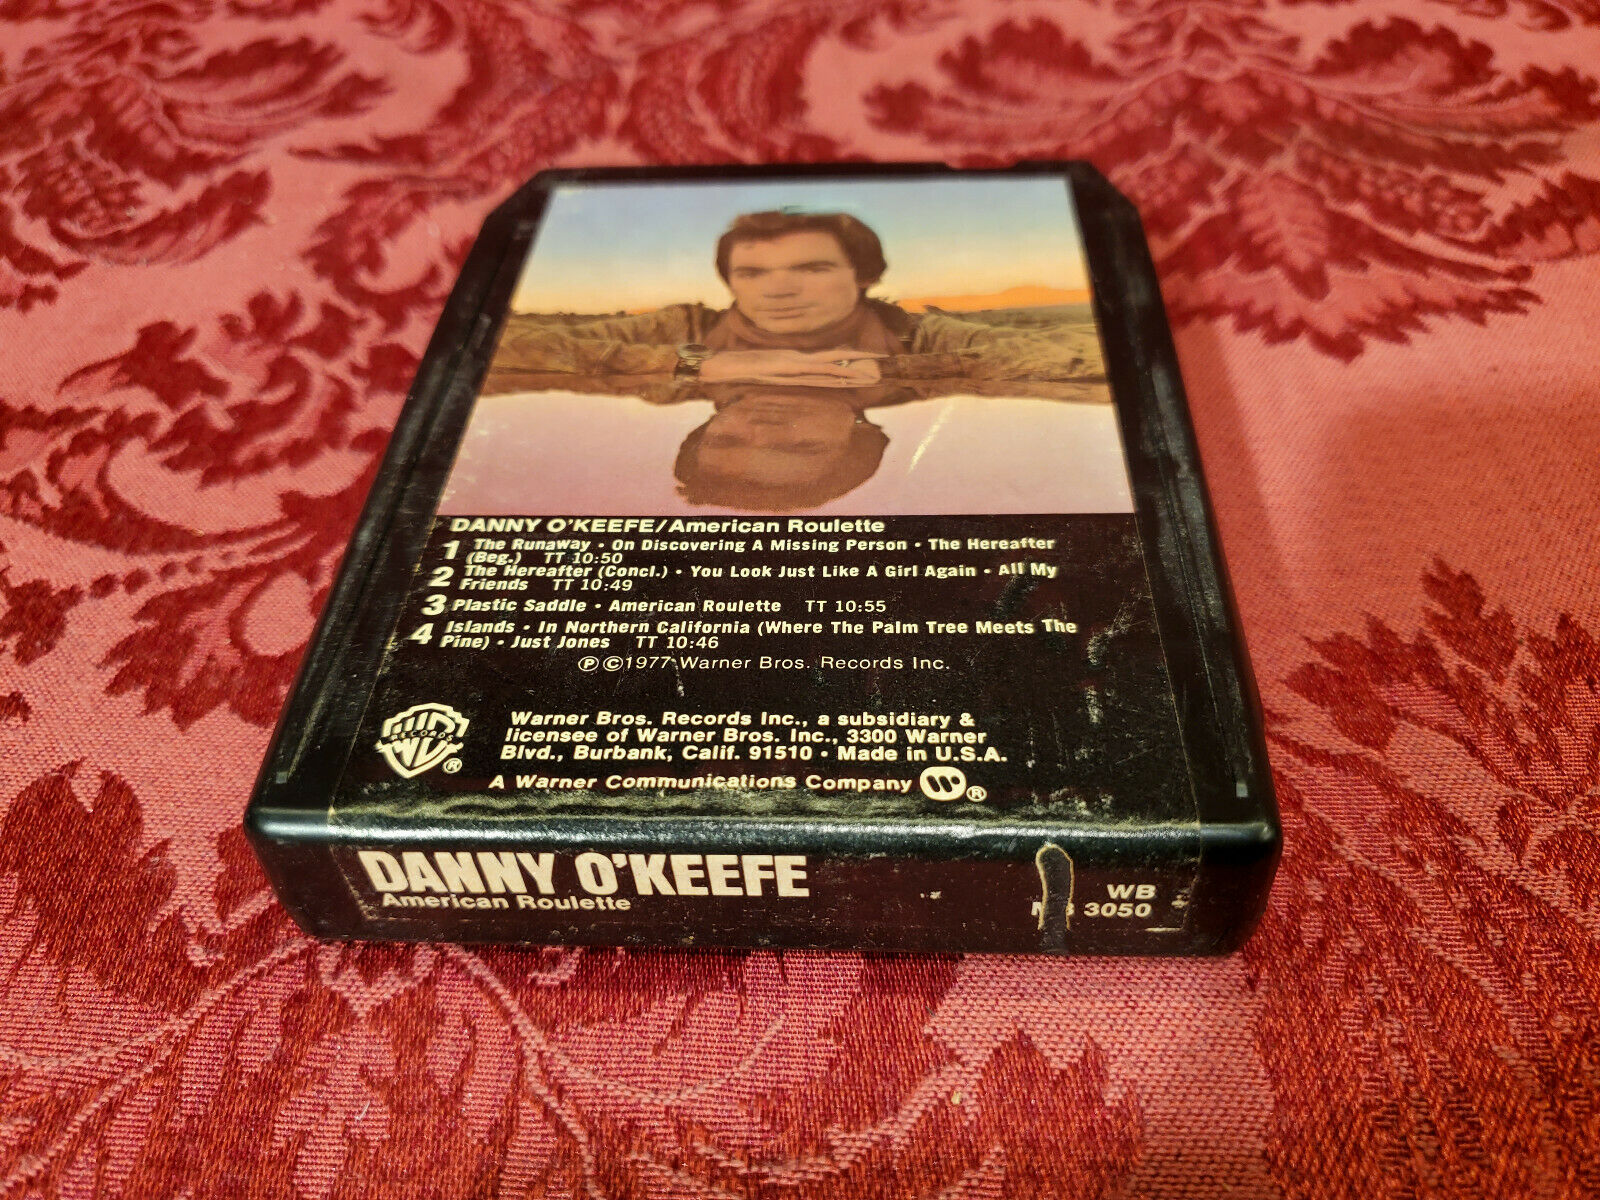 DANNY O'KEEFE/American Roulette
1 The Runaway • On Discovering A Missing Person • The Hereafter
(Beg.) TT 10:50
2 The Hereafter (Concl.) • You Look Just Like A Girl Again • All My
Friends TT 10:49
3 Plastic Saddle • American Roulette TT 10:55
4 Islands • In Northern California (Where The Palm Tree Meets The
Pine) • Just Jones TT 10:46
℗©1977 Warner Bros. Records Inc.
WB
RECORDS
®
Warner Bros. Records Inc., a subsidiary &
licensee of Warner Bros. Inc., 3300 Warner
Blvd., Burbank, Calif. 91510 • Made in U.S.A.
A Warner Communications Company ®
DANNY O'KEEFE
American Roulette
WB
3050